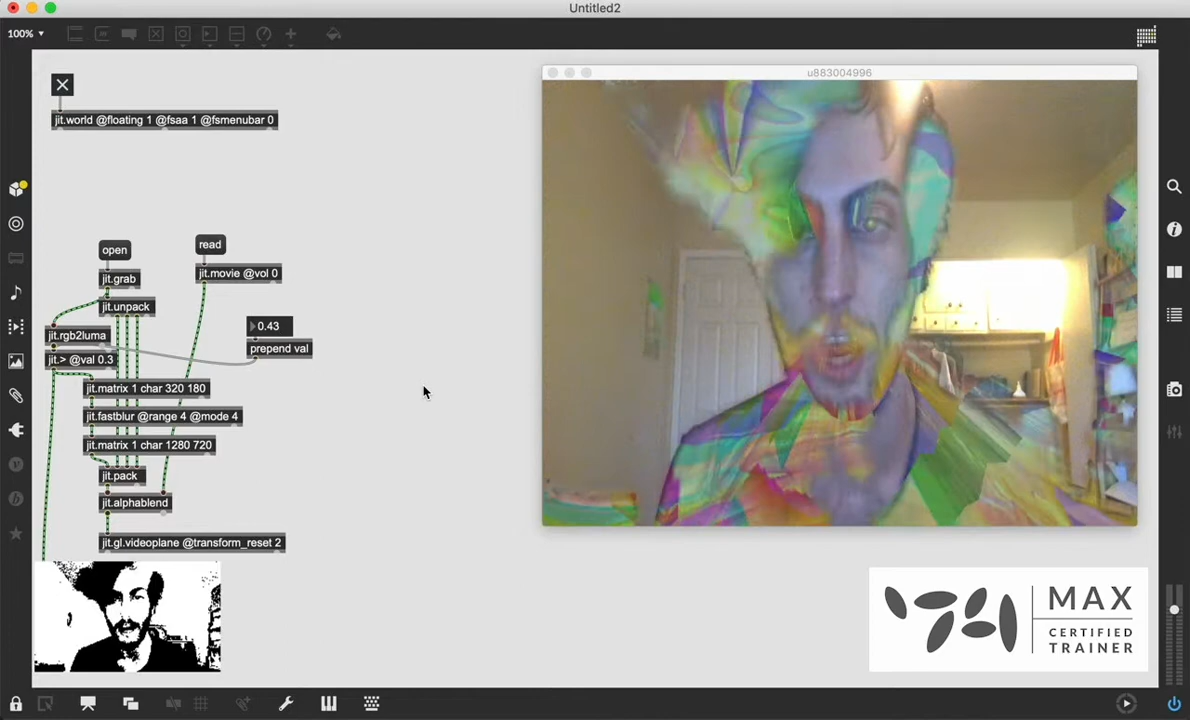 Untitled2
100%
jit.world @floating 1 @fsaa 1 @fsmenubar 0
u883004996
open
read
jit.grab
jit.movie @vol 0
jit.unpack
0.43
jit.rgb2luma
prepend val
jit.> @val 0.3
jit.matrix 1 char 320 180
jit.fastblur @range 4 @mode 4
jit.matrix 1 char 1280 720
jit.pack
jit.alphablend
jit.gl.videoplane @transform_reset 2
MAX
CERTIFIED
TRAINER